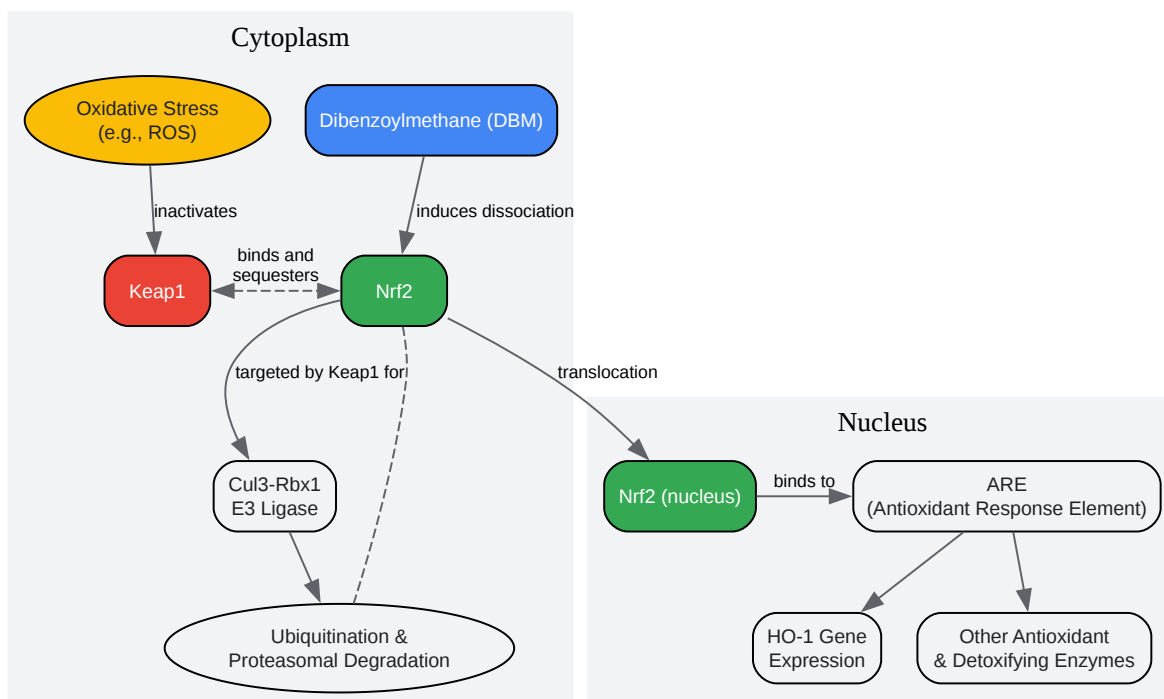 Cytoplasm
Oxidative Stress
(e.g., ROS)
Dibenzoylmethane (DBM)
inactivates
induces dissociation
binds and
sequesters
Keap1
Nrf2
targeted by Keap1 for
translocation
Nucleus
Cul3-Rbx1
E3 Ligase
Nrf2 (nucleus)
binds to
ARE
(Antioxidant Response Element)
Ubiquitination &
Proteasomal Degradation
HO-1 Gene
Expression
Other Antioxidant
& Detoxifying Enzymes